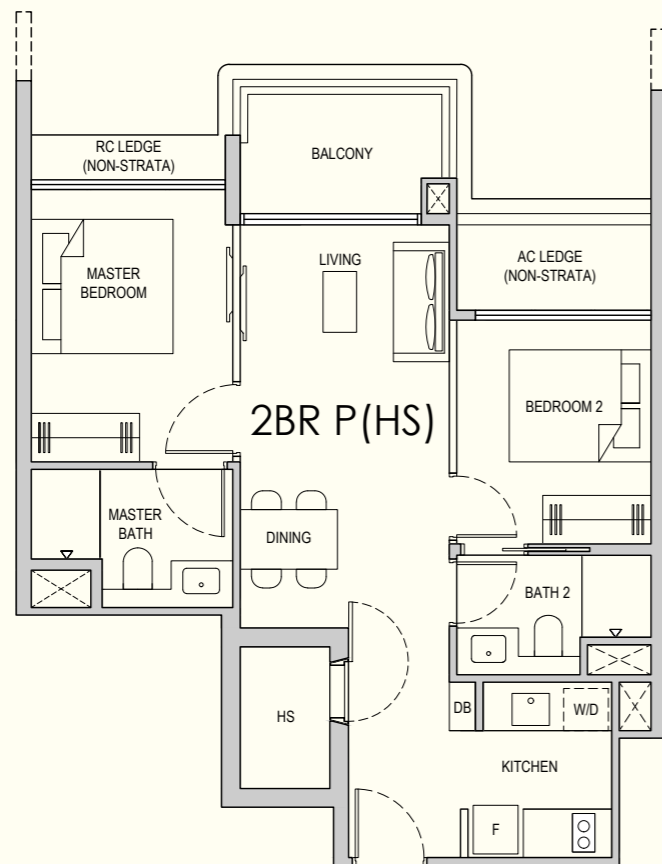 RC LEDGE
(NON-STRATA)
BALCONY
MASTER
BEDROOM
LIVING
AC LEDGE
(NON-STRATA)
2BR P(HS)
BEDROOM 2
MASTER
BATH
DINING
BATH 2
HS
DB
W/D
KITCHEN
F